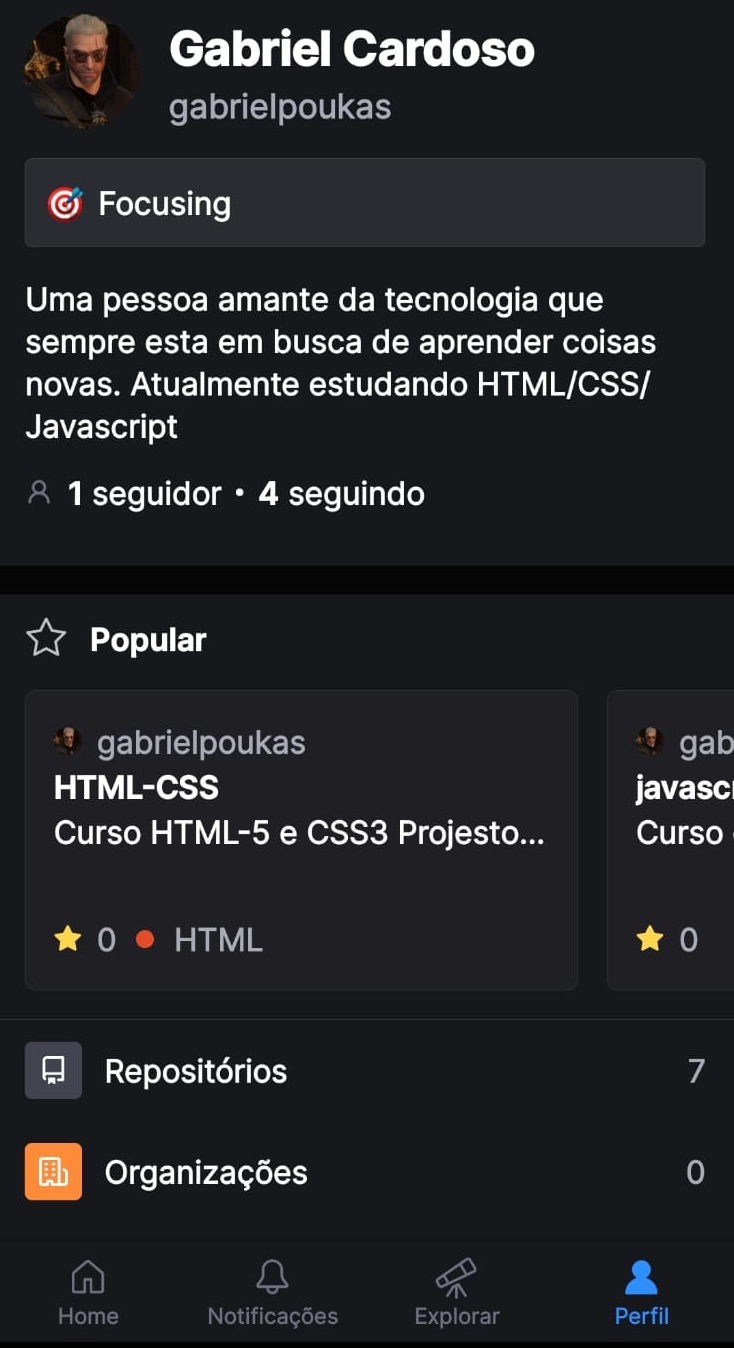 Gabriel Cardoso
gabrielpoukas
Focusing
Uma pessoa amante da tecnologia que
sempre esta em busca de aprender coisas
novas. Atualmente estudando HTML/CSS/
Javascript
1 seguidor • 4 seguindo
Popular
gabrielpoukas
HTML-CSS
Curso HTML-5 e CSS3 Projesto...
0 HTML
gab
javascr
Curso
0
Repositórios 7
Organizações 0
Home Notificações Explorar Perfil